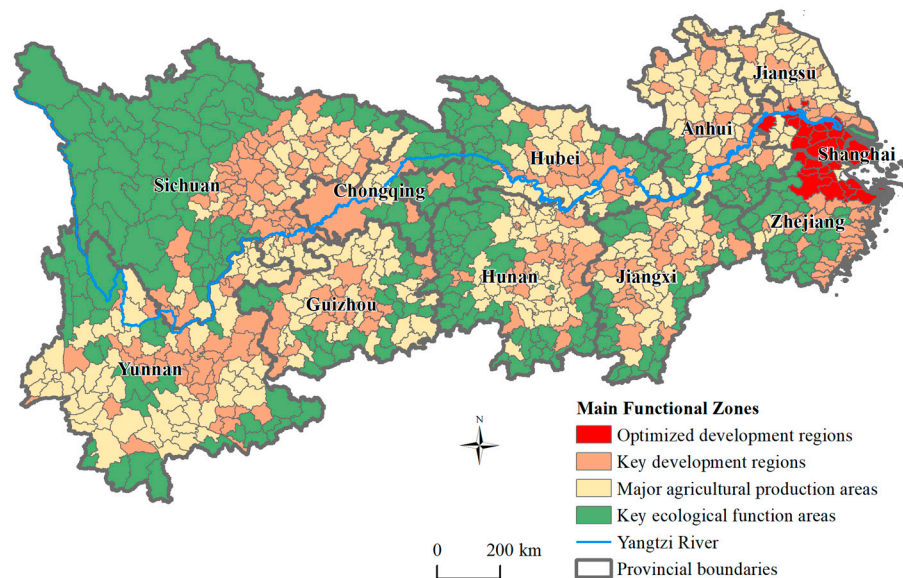 Jiangsu
Anhui
Shanghai
Hubei
Sichuan
Chongqing
Zhejiang
Hunan
Jiangxi
Guizhou
Yunnan
N
Main Functional Zones
Optimized development regions
Key development regions
Major agricultural production areas
Key ecological function areas
Yangtzi River
Provincial boundaries
0 200 km